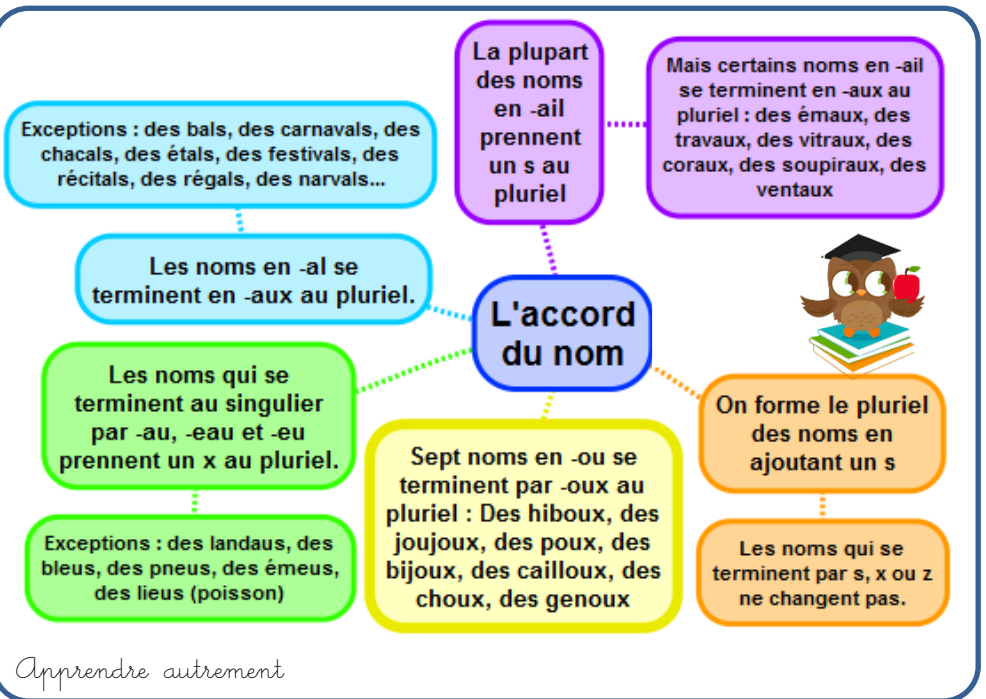 La plupart
des noms
en -ail
prennent
un s au
pluriel
Mais certains noms en -ail
se terminent en -aux au
pluriel : des émaux, des
travaux, des vitraux, des
coraux, des soupiraux, des
ventaux
Exceptions : des bals, des carnavals, des
chacals, des étals, des festivals, des
récitals, des régals, des narvals...
Les noms en -al se
terminent en -aux au pluriel.
L'accord
du nom
Les noms qui se
terminent au singulier
par -au, -eau et -eu
prennent un x au pluriel.
Exceptions : des landaus, des
bleus, des pneus, des émeus,
des lieus (poisson)
Sept noms en -ou se
terminent par -oux au
pluriel : Des hiboux, des
joujoux, des poux, des
bijoux, des cailloux, des
choux, des genoux
On forme le pluriel
des noms en
ajoutant un s
Les noms qui se
terminent par s, x ou z
ne changent pas.
Apprendre autrement